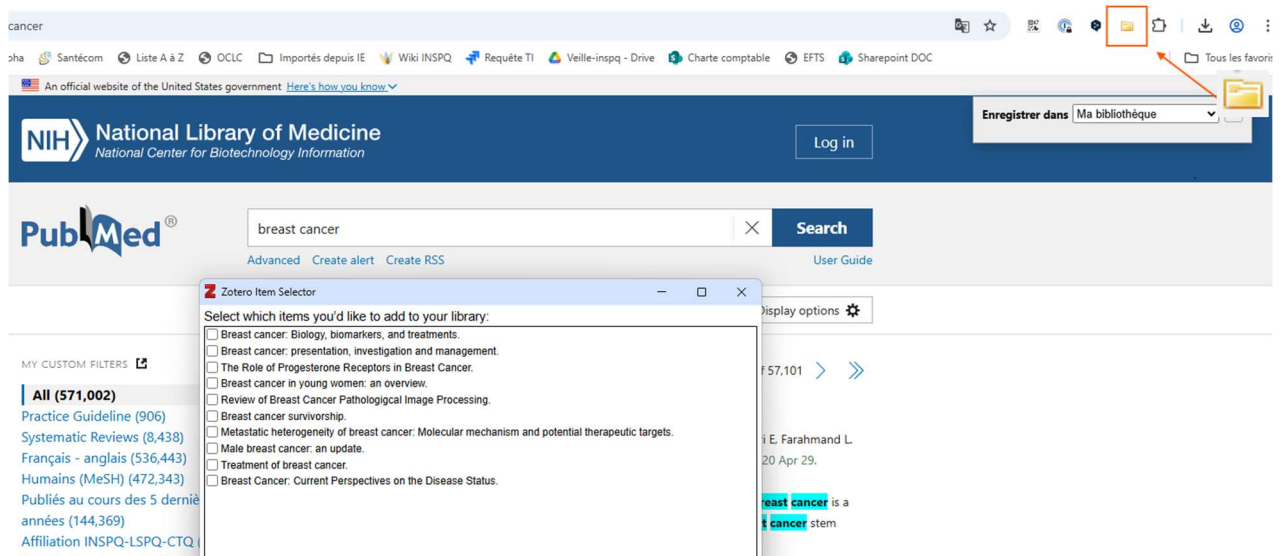 cancer
Santécom Liste A à Z OCLC Importés depuis IE Wiki INSPQ Requête TI Veille-inspq - Drive Charte comptable EFTS Sharepoint DOC Tous les favoris
An official website of the United States government Here's how you know
Enregistrer dans Ma bibliothèque
NIH National Library of Medicine
National Center for Biotechnology Information
Log in
PubMed®
breast cancer
Search
Advanced Create alert Create RSS User Guide
Z Zotero Item Selector
Select which items you'd like to add to your library:
Breast cancer: Biology, biomarkers, and treatments.
Breast cancer: presentation, investigation and management.
The Role of Progesterone Receptors in Breast Cancer.
Breast cancer in young women: an overview.
Review of Breast Cancer Pathologigcal Image Processing.
Breast cancer survivorship.
Metastatic heterogeneity of breast cancer: Molecular mechanism and potential therapeutic targets.
Male breast cancer: an update.
Treatment of breast cancer.
Breast Cancer: Current Perspectives on the Disease Status.
Display options
MY CUSTOM FILTERS
All (571,002)
Practice Guideline (906)
Systematic Reviews (8,438)
Français - anglais (536,443)
Humains (MeSH) (472,343)
Publiés au cours des 5 derniè
années (144,369)
Affiliation INSPQ-LSPQ-CTQ
57,101
E, Farahmand L.
20 Apr 29.
breast cancer is a
cancer stem